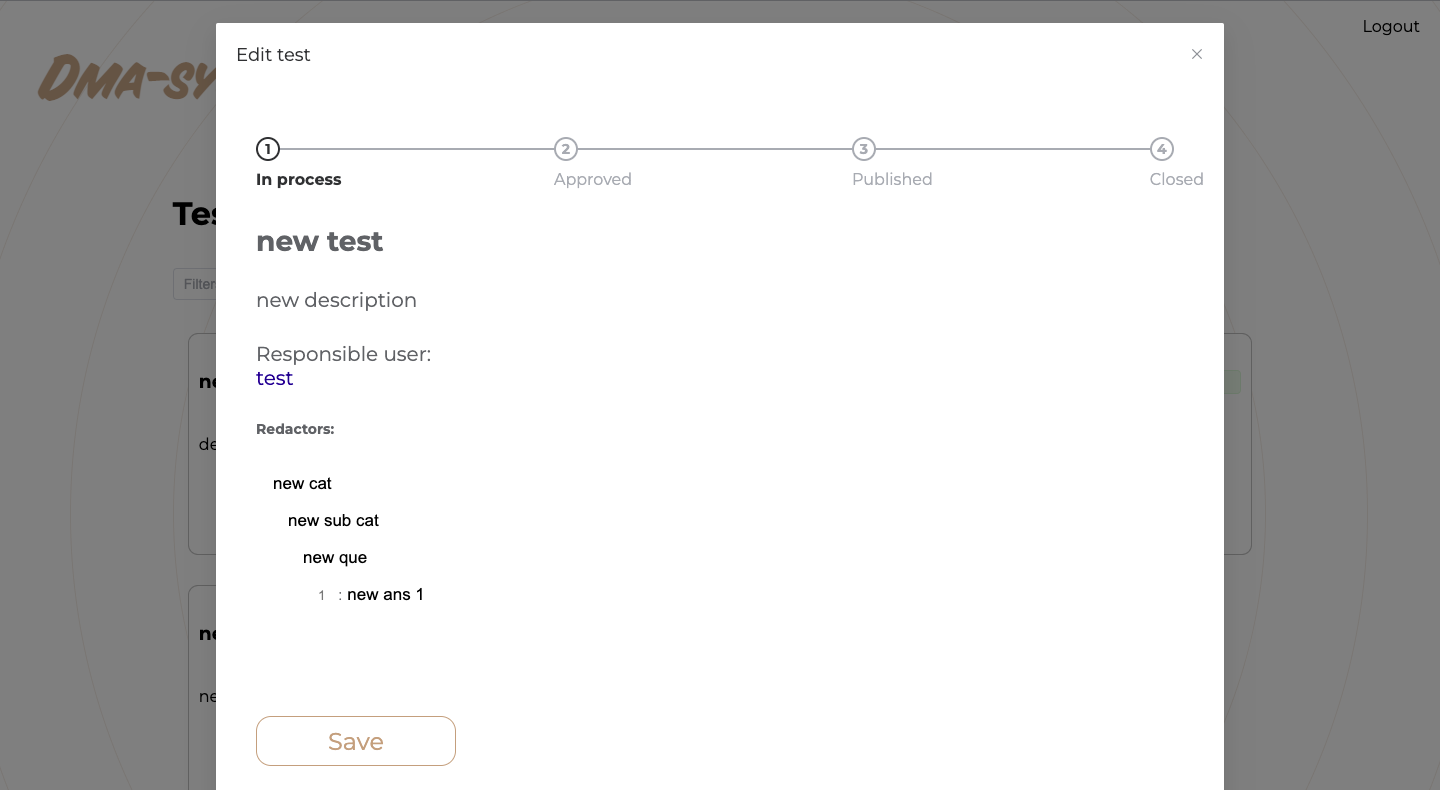 Logout
Edit test
DMA-SY
1
2
3
4
In process
Approved
Published
Closed
Tes
new test
Filter
new description
Responsible user:
test
ne
Redactors:
de
new cat
new sub cat
new que
1 : new ans 1
ne
ne
Save